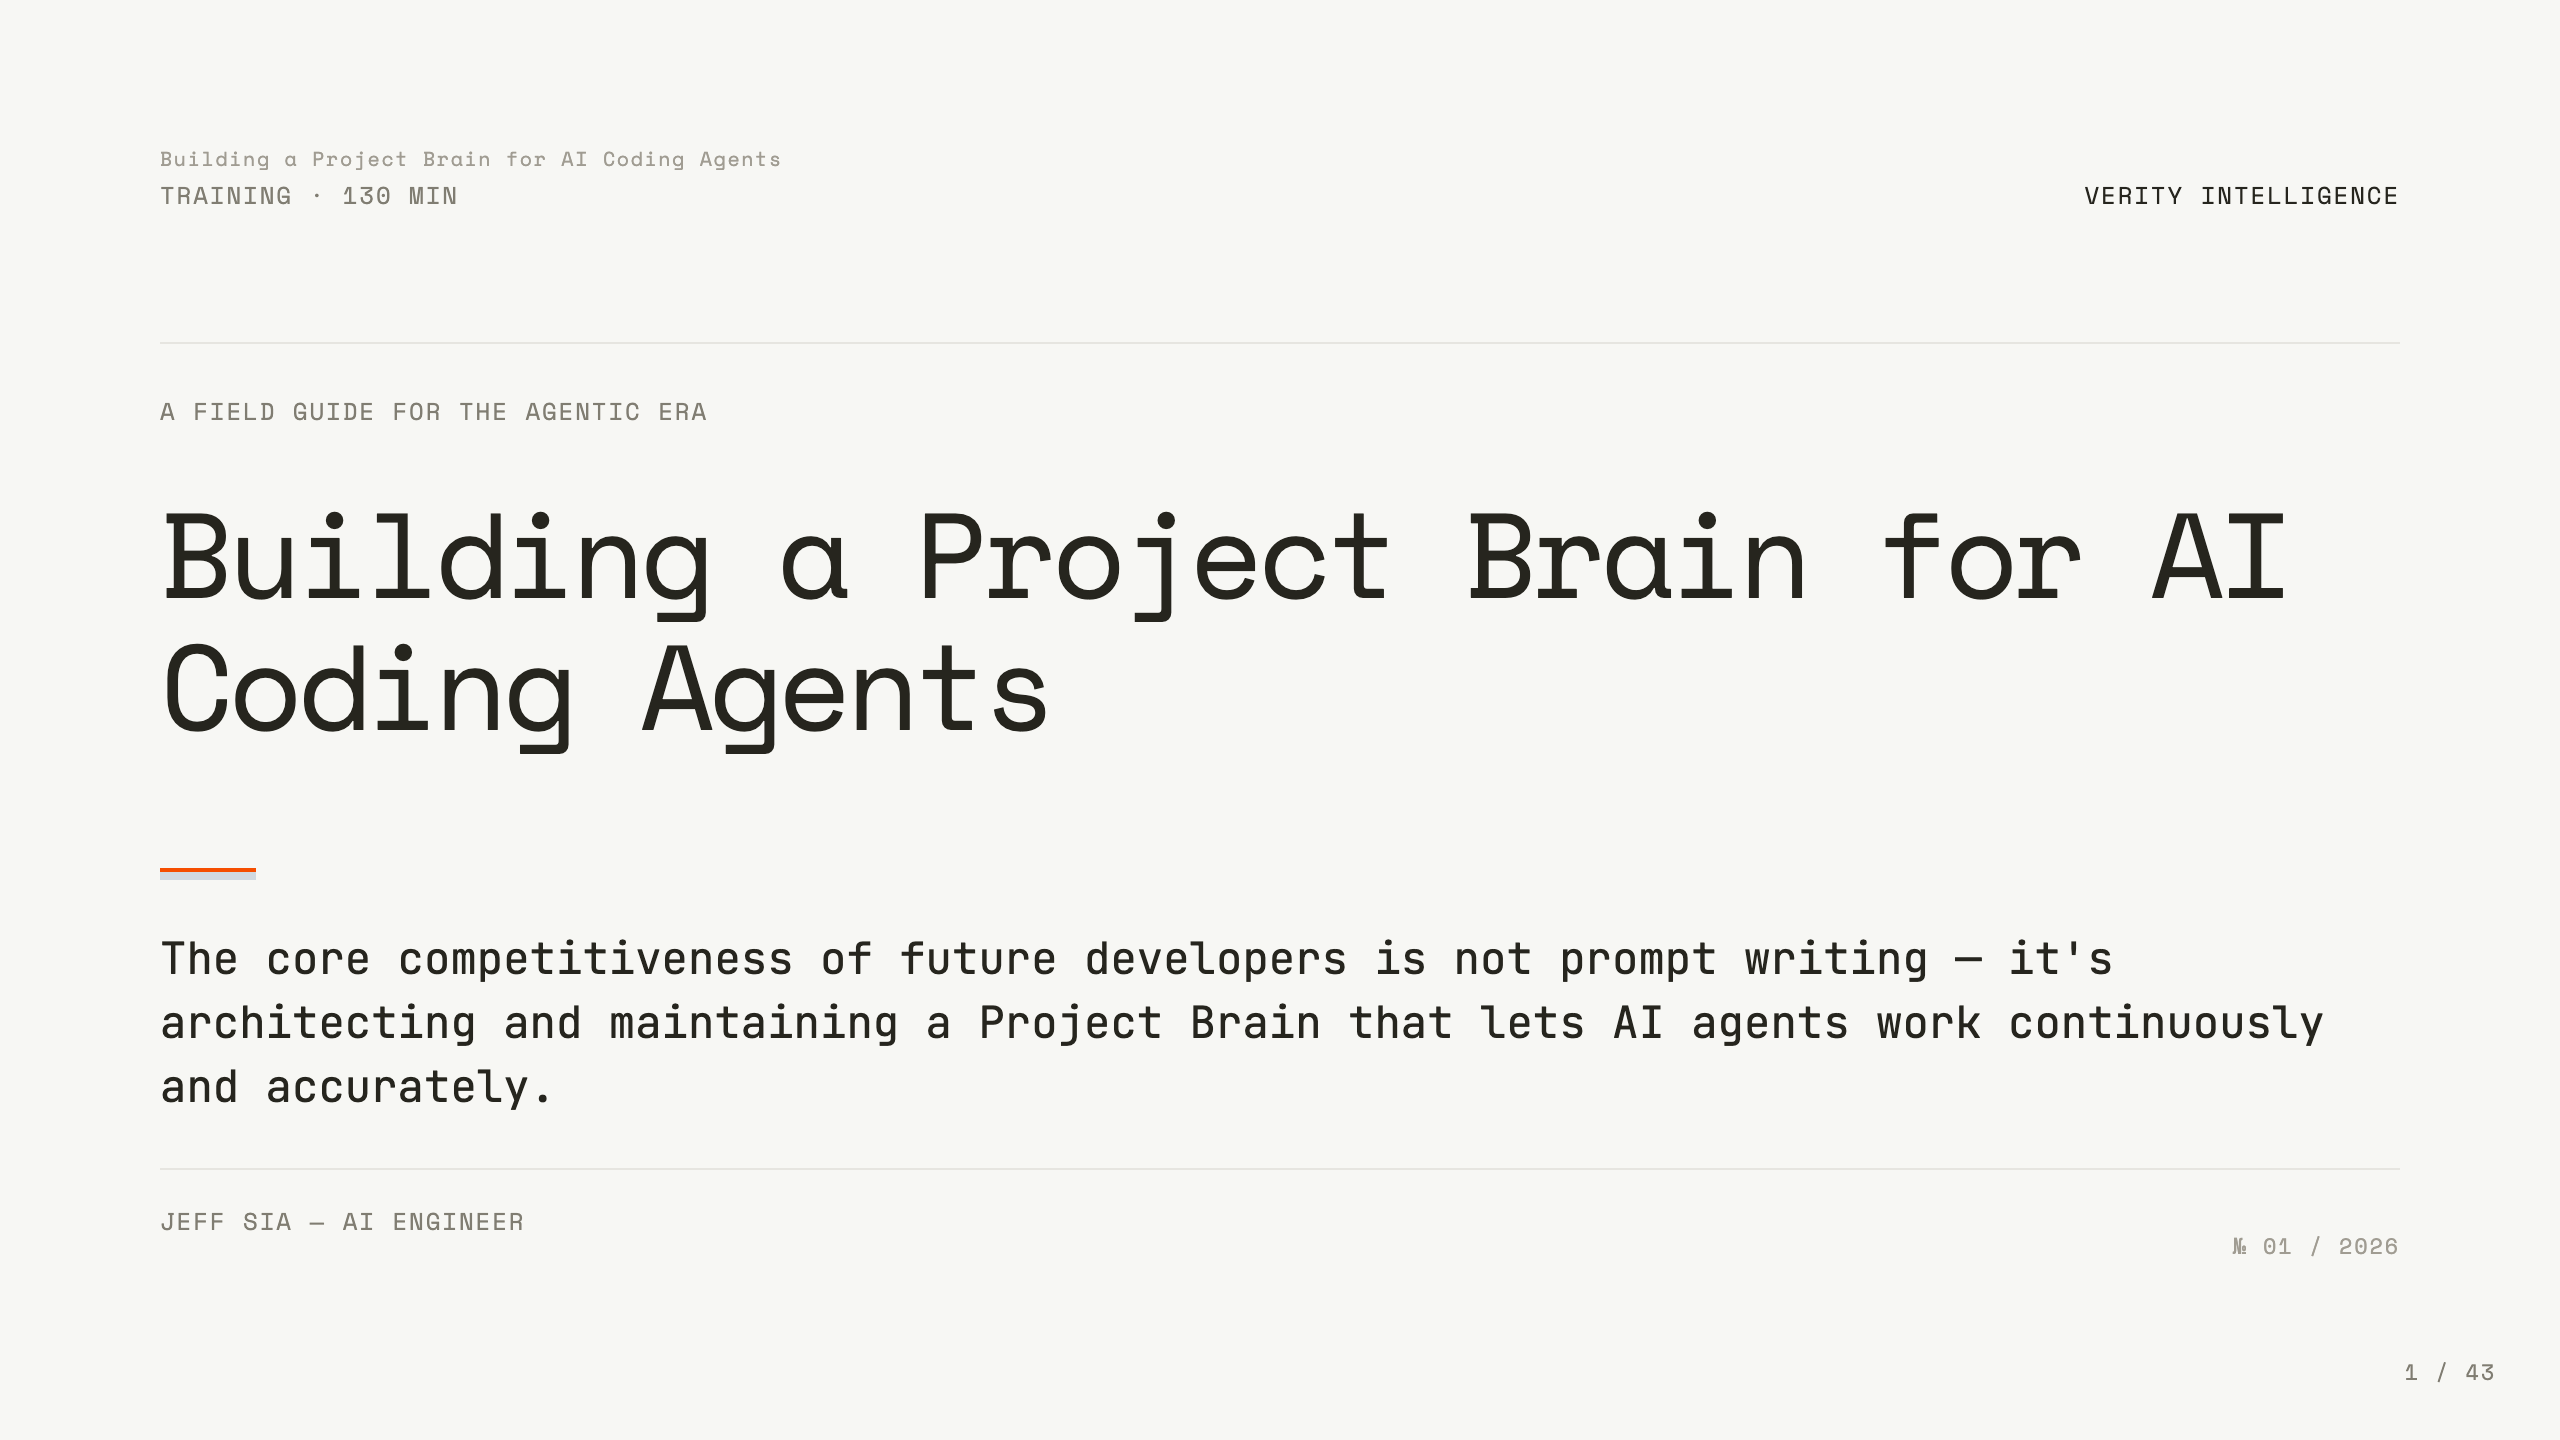 Building a Project Brain for AI Coding Agents
TRAINING · 130 MIN
VERITY INTELLIGENCE
A FIELD GUIDE FOR THE AGENTIC ERA
Building a Project Brain for AI
Coding Agents
The core competitiveness of future developers is not prompt writing — it's
architecting and maintaining a Project Brain that lets AI agents work continuously
and accurately.
JEFF SIA — AI ENGINEER
№ 01 / 2026
1 / 43